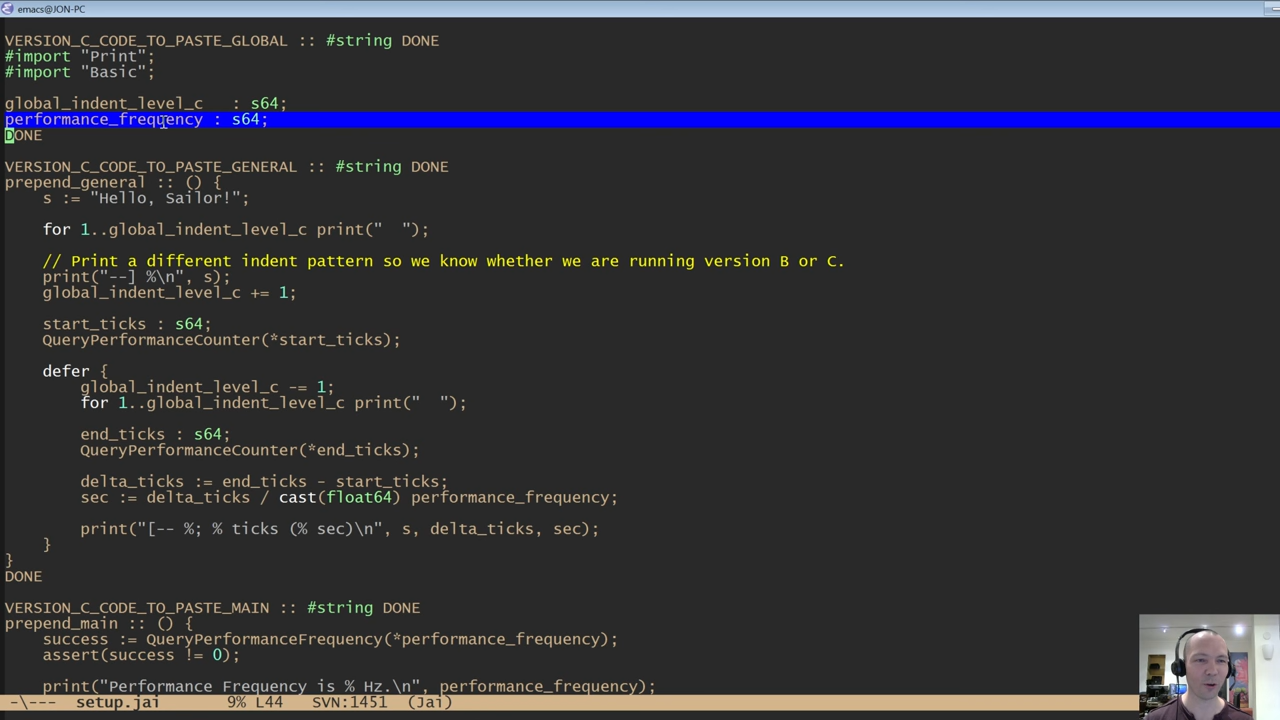 emacs@JON-PC
VERSION_C_CODE_TO_PASTE_GLOBAL :: #string DONE
#import "Print";
#import "Basic";
global_indent_level_c   : s64;
performance_frequency : s64;
DONE
VERSION_C_CODE_TO_PASTE_GENERAL :: #string DONE
prepend_general :: () {
    s := "Hello, Sailor!";
    for 1..global_indent_level_c print("  ");
    // Print a different indent pattern so we know whether we are running version B or C.
    print("--] %\n", s);
    global_indent_level_c += 1;
    start_ticks : s64;
    QueryPerformanceCounter(*start_ticks);
    defer {
        global_indent_level_c -= 1;
        for 1..global_indent_level_c print("  ");
        end_ticks : s64;
        QueryPerformanceCounter(*end_ticks);
        delta_ticks := end_ticks - start_ticks;
        sec := delta_ticks / cast(float64) performance_frequency;
        print("[-- %; % ticks (% sec)\n", s, delta_ticks, sec);
    }
}
DONE
VERSION_C_CODE_TO_PASTE_MAIN :: #string DONE
prepend_main :: () {
    success := QueryPerformanceFrequency(*performance_frequency);
    assert(success != 0);
    print("Performance Frequency is % Hz.\n", performance_frequency);
-\---  setup.jai       9% L44    SVN:1451  (Jai)